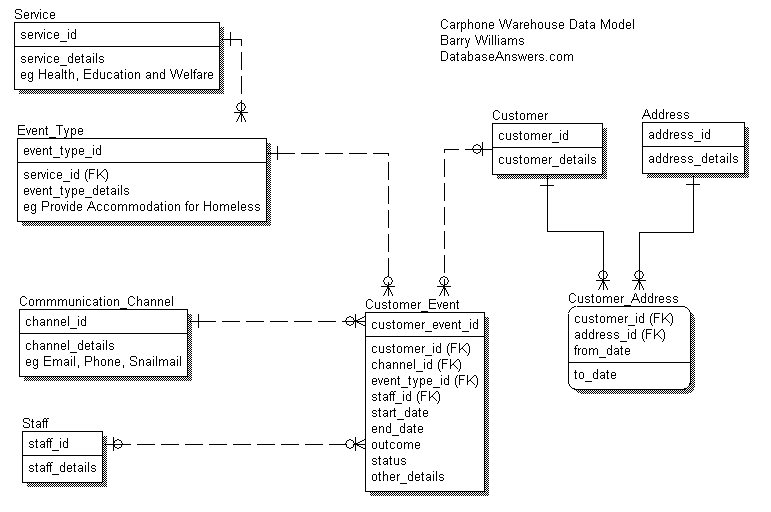 Service
service_id
service_details
eg Health, Education and Welfare
Carphone Warehouse Data Model
Barry Williams
DatabaseAnswers.com
Event_Type
event_type_id
service_id (FK)
event_type_details
eg Provide Accommodation for Homeless
Customer
customer_id
customer_details
Address
address_id
address_details
Commmunication_Channel
channel_id
channel_details
eg Email, Phone, Snailmail
Customer_Event
customer_event_id
customer_id (FK)
channel_id (FK)
event_type_id (FK)
staff_id (FK)
start_date
end_date
outcome
status
other_details
Customer_Address
customer_id (FK)
address_id (FK)
from_date
to_date
Staff
staff_id
staff_details